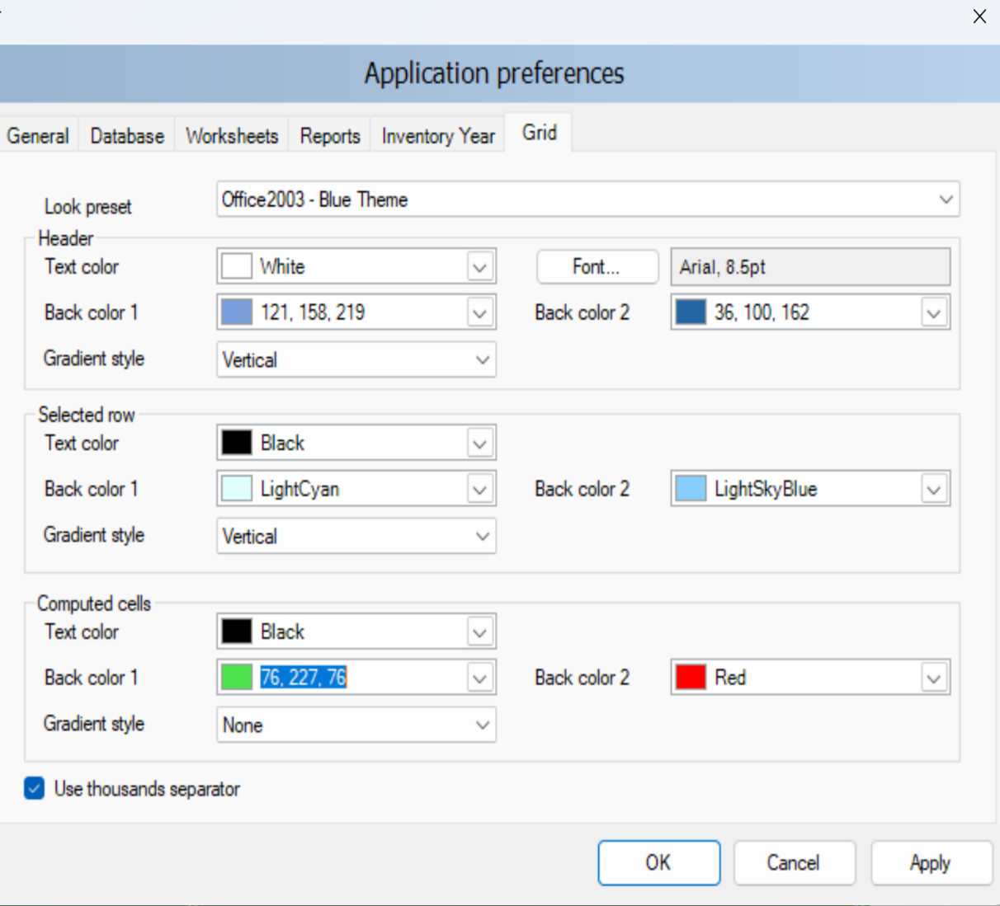 Application preferences
General Database Worksheets Reports Inventory Year Grid
Look preset Office2003 - Blue Theme
Header
Text color White Font... Arial, 8.5pt
Back color 1 121, 158, 219 Back color 2 36, 100, 162
Gradient style Vertical
Selected row
Text color Black
Back color 1 LightCyan Back color 2 LightSkyBlue
Gradient style Vertical
Computed cells
Text color Black
Back color 1 76, 227, 76 Back color 2 Red
Gradient style None
Use thousands separator
OK Cancel Apply